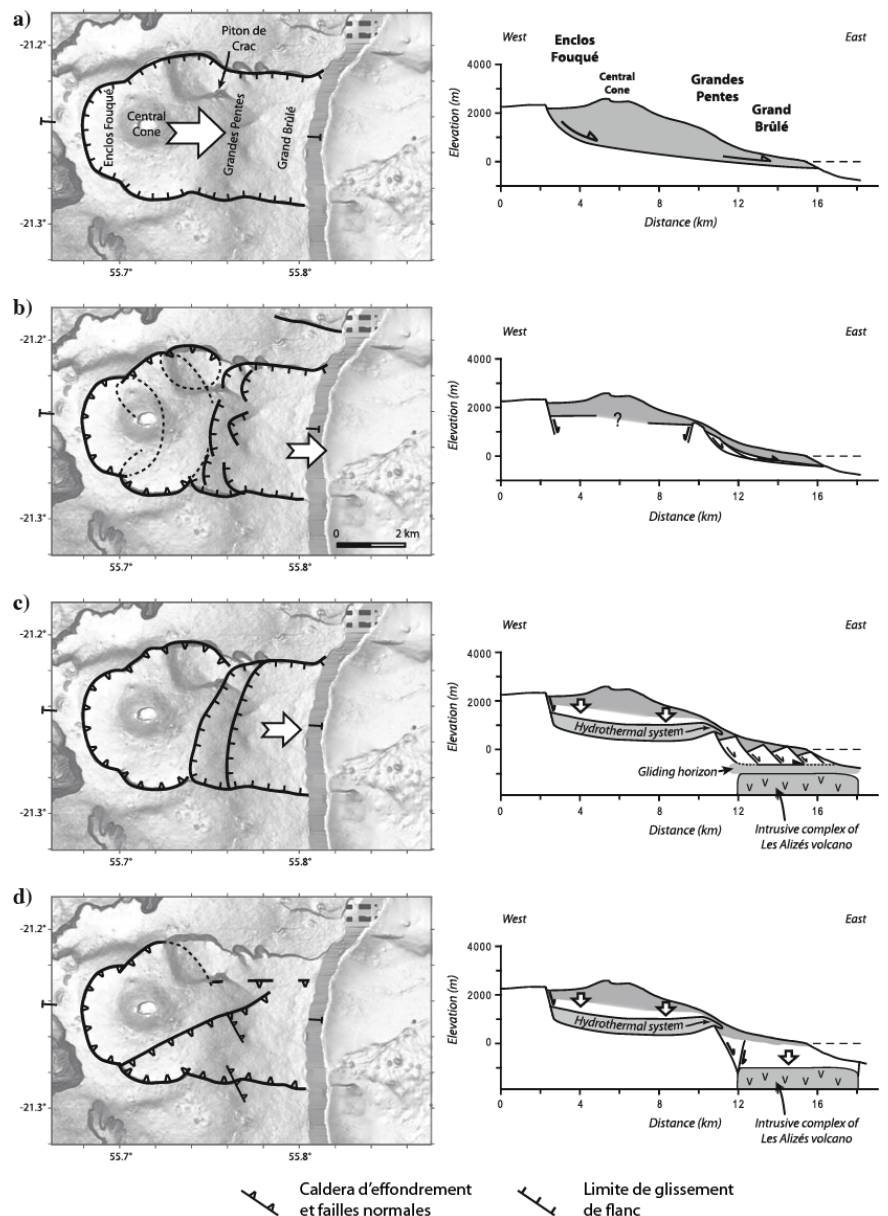 a)
-21.2°
-21.3°
Piton de
Crac
Enclos Fouqué
Central
Cone
Grandes Pentes
Grand Brûlé
55.7°
55.8°
West
East
Enclos
Fouqué
Central
Cone
Grandes
Pentes
Grand
Brûlé
Elevation (m)
4000
2000
0
0
4
8
12
16
Distance (km)
b)
-21.2°
-21.3°
0
2 km
55.7°
55.8°
West
East
Elevation (m)
4000
2000
0
?
0
4
8
12
16
Distance (km)
c)
-21.2°
-21.3°
55.7°
55.8°
West
East
Elevation (m)
4000
2000
0
Hydrothermal system
Gliding horizon
V V V V V
0
4
8
12
16
Distance (km)
Intrusive complex of
Les Alizés volcano
d)
-21.2°
-21.3°
55.7°
55.8°
West
East
Elevation (m)
4000
2000
0
Hydrothermal system
V V V V V
0
4
8
12
16
Distance (km)
Intrusive complex of
Les Alizés volcano
Caldera d'effondrement
et failles normales
Limite de glissement
de flanc